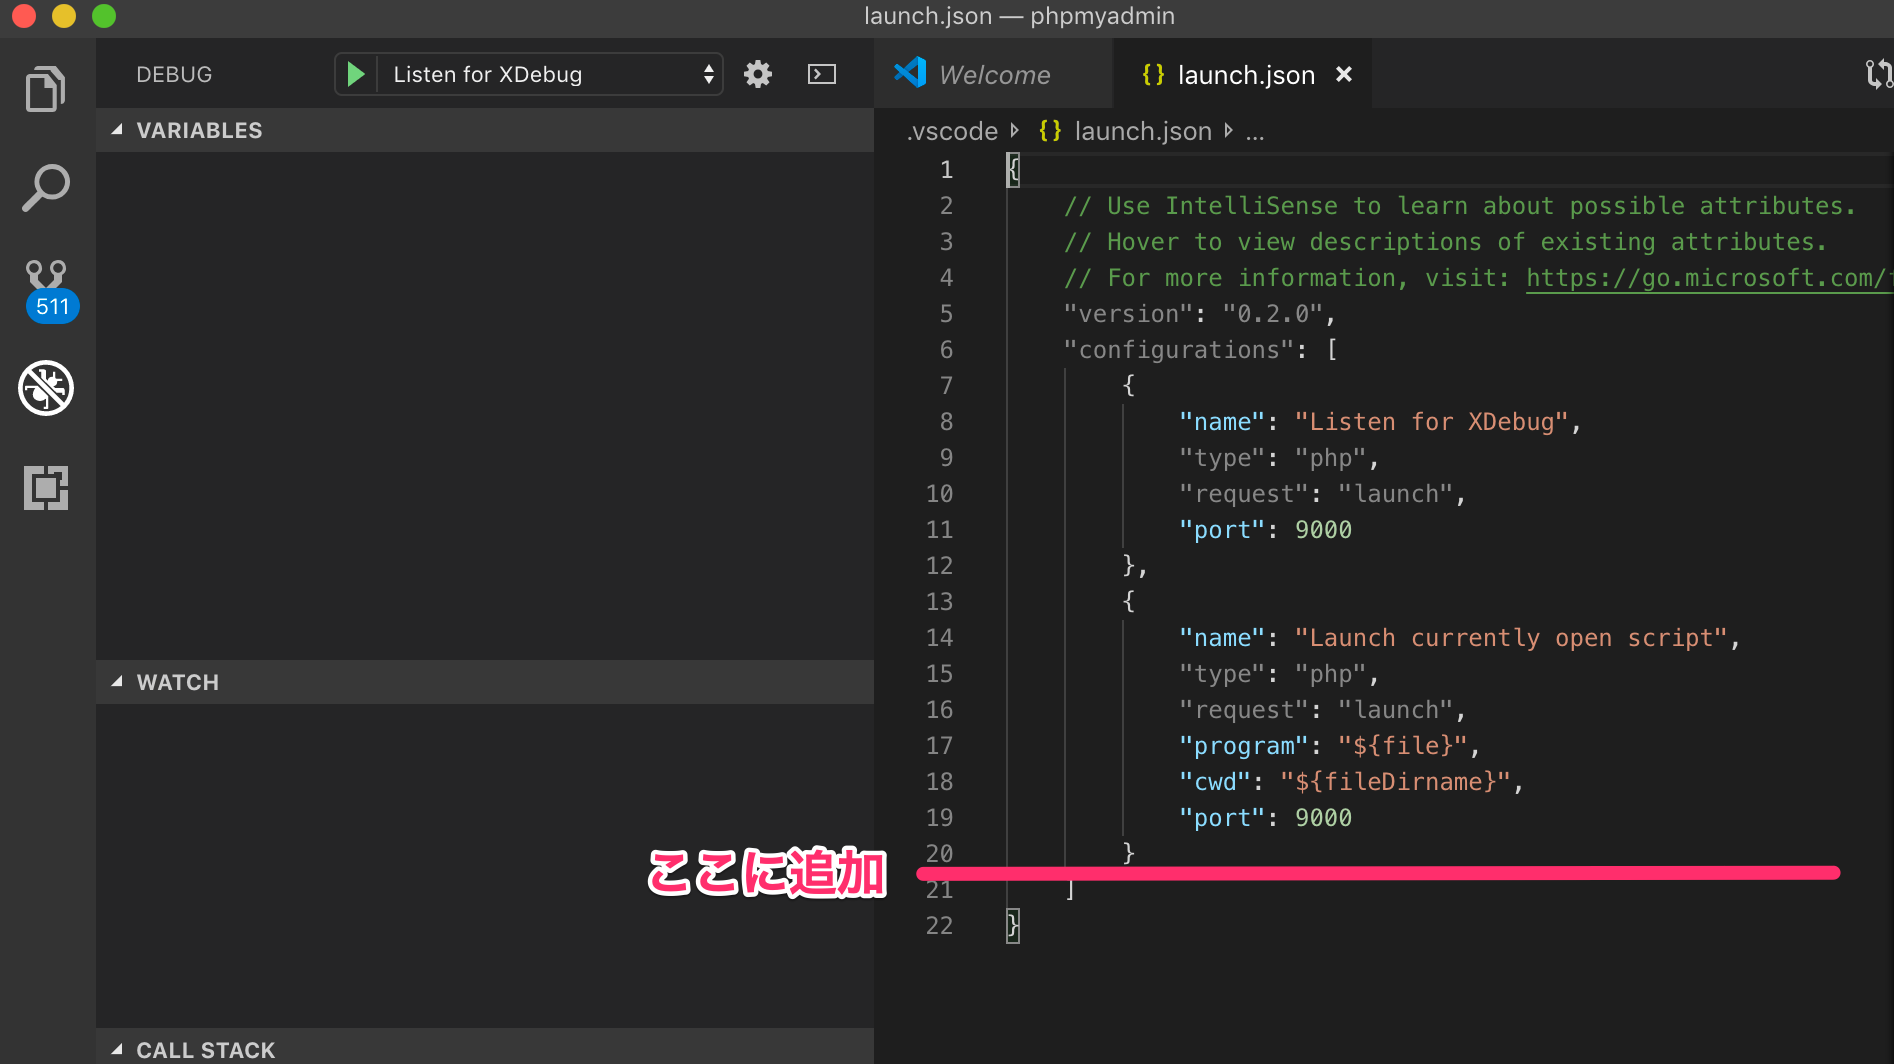 launch.json — phpmyadmin
DEBUG
Listen for XDebug
Welcome
{} launch.json ×
511
VARIABLES
WATCH
CALL STACK
.vscode {} launch.json ...
1 {
2 // Use IntelliSense to learn about possible attributes.
3 // Hover to view descriptions of existing attributes.
4 // For more information, visit: https://go.microsoft.com/
5 "version": "0.2.0",
6 "configurations": [
7 {
8 "name": "Listen for XDebug",
9 "type": "php",
10 "request": "launch",
11 "port": 9000
12 },
13 {
14 "name": "Launch currently open script",
15 "type": "php",
16 "request": "launch",
17 "program": "${file}",
18 "cwd": "${fileDirname}",
19 "port": 9000
20 }
ここに追加
21 ]
22 }